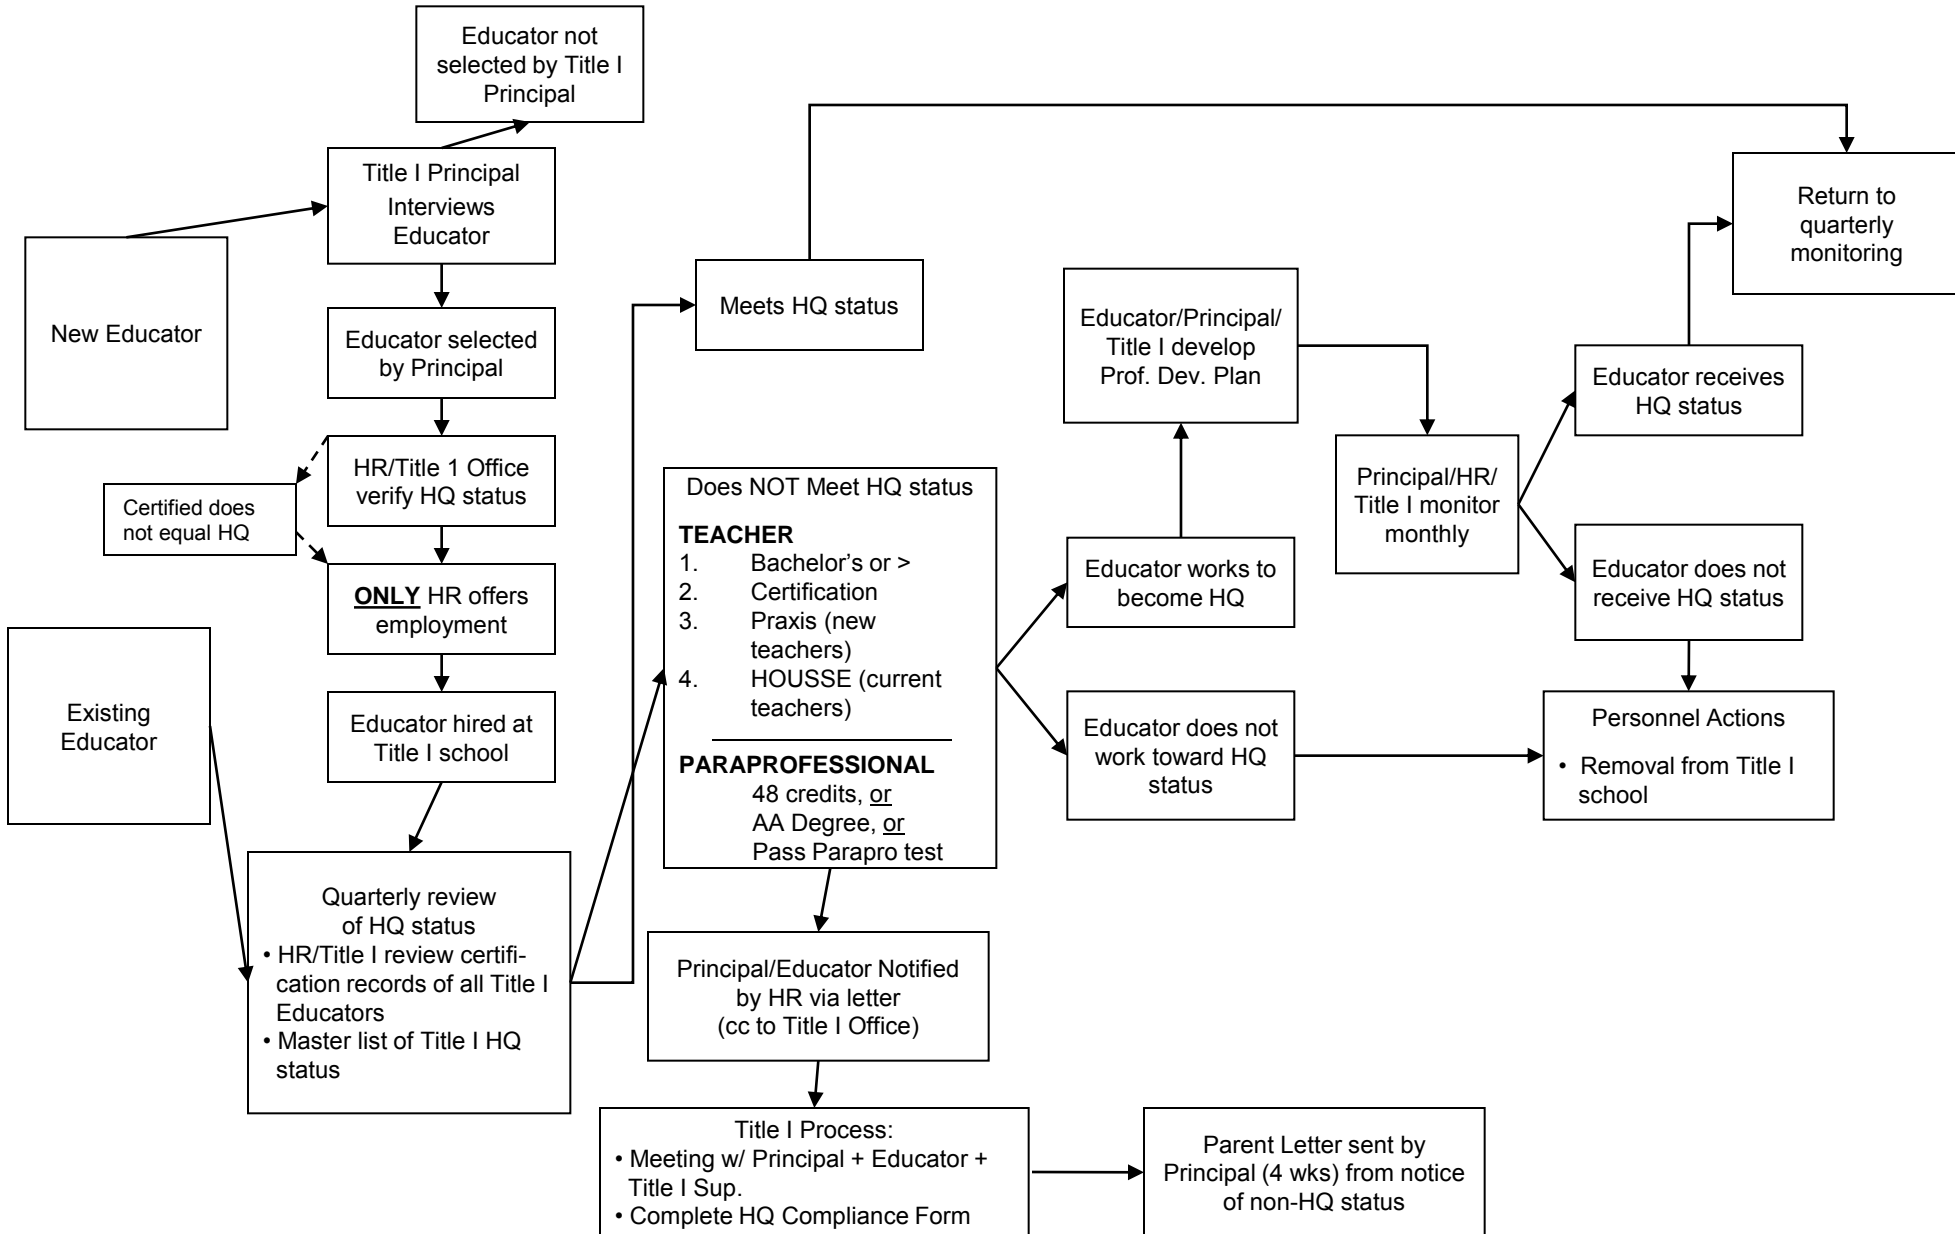 Educator not
selected by Title I
Principal
Title I Principal
Interviews
Educator
New Educator
Educator selected
by Principal
HR/Title 1 Office
verify HQ status
Certified does
not equal HQ
ONLY HR offers
employment
Existing
Educator
Educator hired at
Title I school
Quarterly review
of HQ status
• HR/Title I review certifi-
cation records of all Title I
Educators
• Master list of Title I HQ
status
Meets HQ status
Does NOT Meet HQ status
TEACHER
1. Bachelor's or >
2. Certification
3. Praxis (new
teachers)
4. HOUSSE (current
teachers)
PARAPROFESSIONAL
48 credits, or
AA Degree, or
Pass Parapro test
Principal/Educator Notified
by HR via letter
(cc to Title I Office)
Title I Process:
• Meeting w/ Principal + Educator +
Title I Sup.
• Complete HQ Compliance Form
Parent Letter sent by
Principal (4 wks) from notice
of non-HQ status
Educator/Principal/
Title I develop
Prof. Dev. Plan
Educator works to
become HQ
Educator does not
work toward HQ
status
Principal/HR/
Title I monitor
monthly
Return to
quarterly
monitoring
Educator receives
HQ status
Educator does not
receive HQ status
Personnel Actions
• Removal from Title I
school